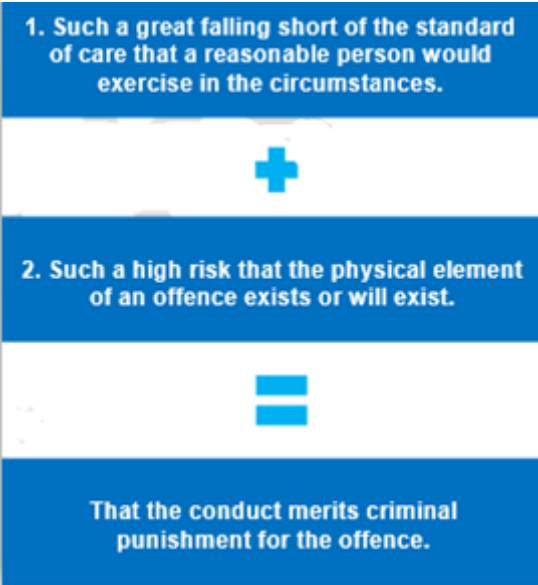 1. Such a great falling short of the standard
of care that a reasonable person would
exercise in the circumstances.
2. Such a high risk that the physical element
of an offence exists or will exist.
That the conduct merits criminal
punishment for the offence.